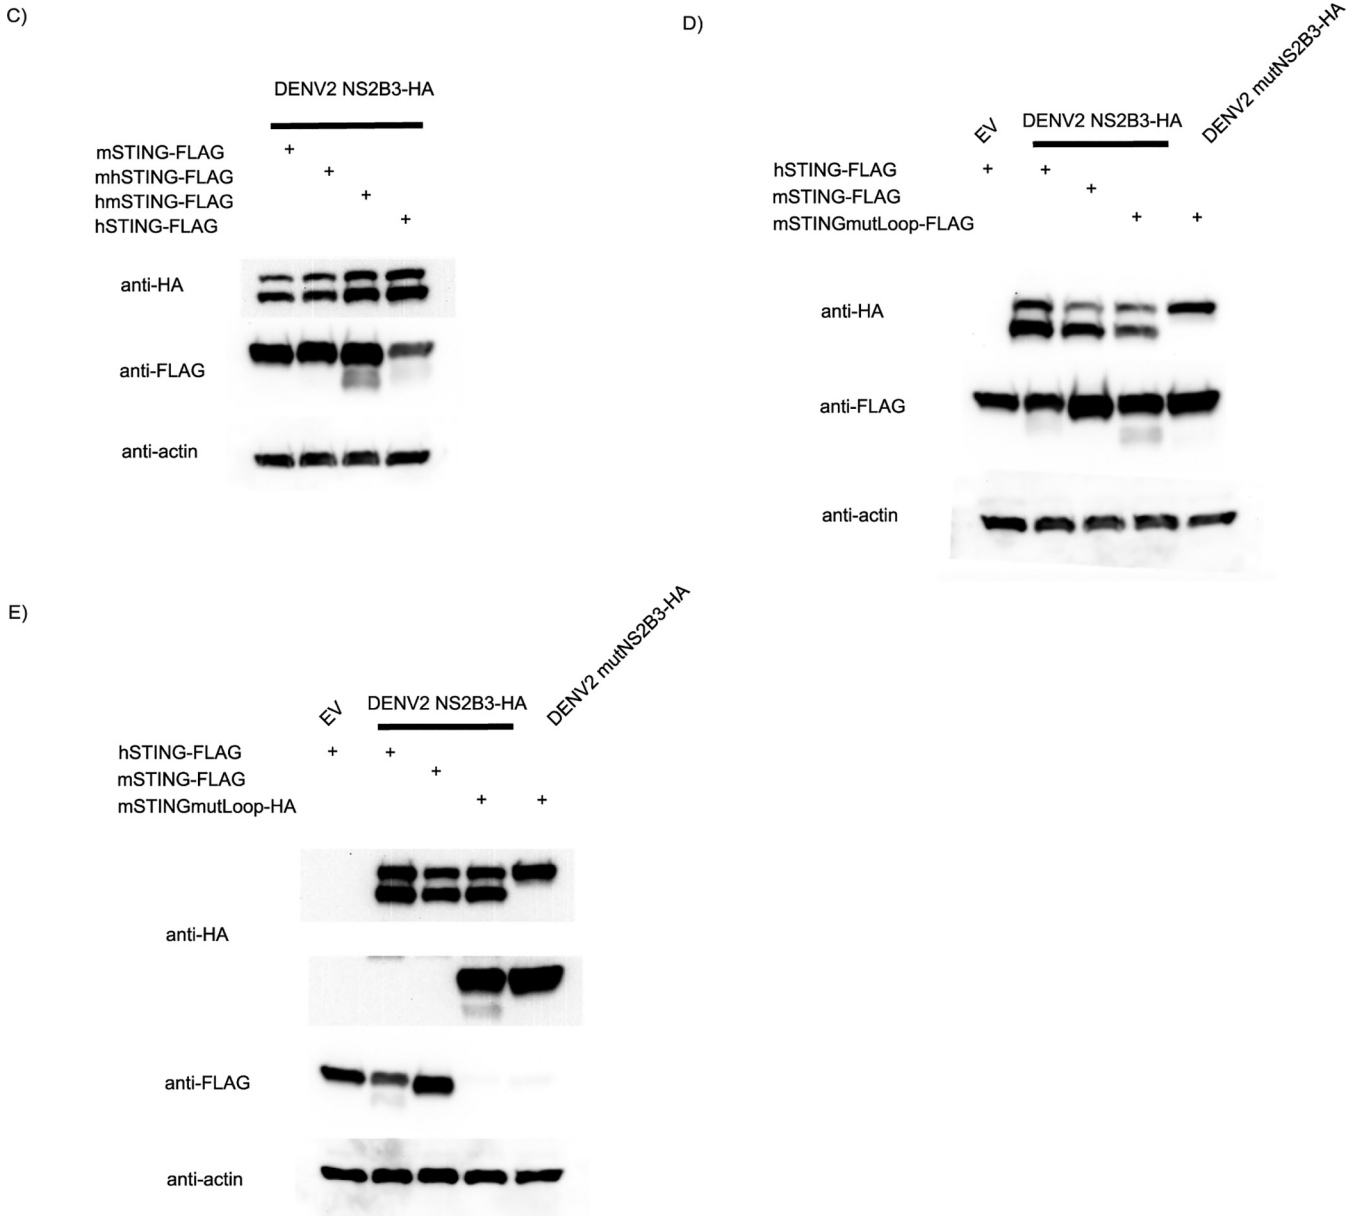 C)
DENV2 NS2B3-HA
mSTING-FLAG +
mhSTING-FLAG +
hmSTING-FLAG +
hSTING-FLAG +
anti-HA
anti-FLAG
anti-actin
D)
EV
DENV2 NS2B3-HA
DENV2 mutNS2B3-HA
hSTING-FLAG + +
mSTING-FLAG +
mSTINGmutLoop-FLAG + +
anti-HA
anti-FLAG
anti-actin
E)
EV
DENV2 NS2B3-HA
DENV2 mutNS2B3-HA
hSTING-FLAG + +
mSTING-FLAG +
mSTINGmutLoop-HA + +
anti-HA
anti-FLAG
anti-actin